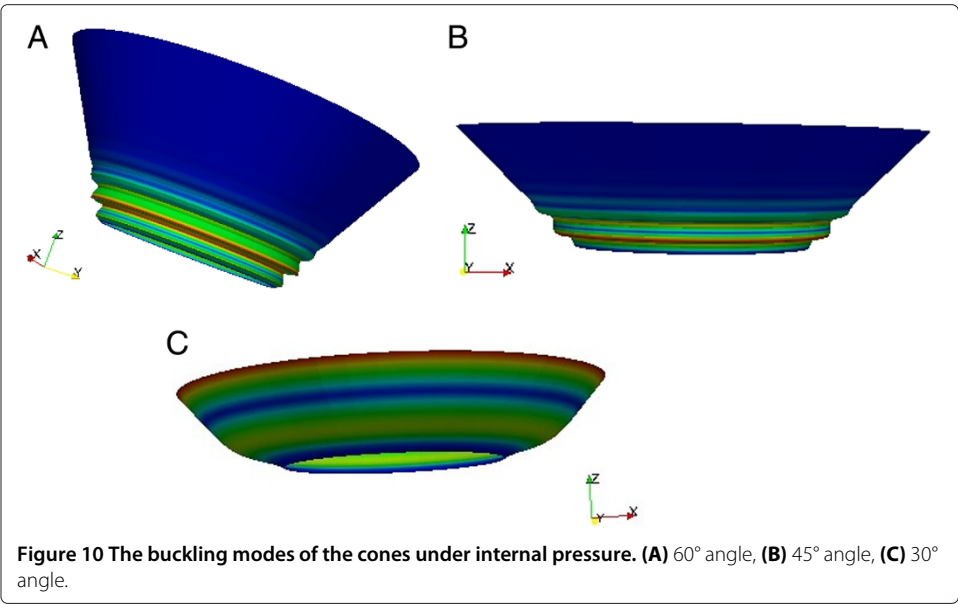 A
B
Z
X
Y
Z
Y
X
C
Z
Y
X
Figure 10 The buckling modes of the cones under internal pressure. (A) 60° angle, (B) 45° angle, (C) 30°
angle.